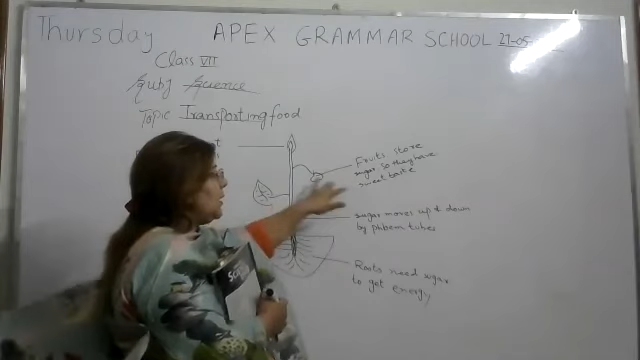 Thursday APEX GRAMMAR SCHOOL
Class VII
Subj Science
Topic Transporting food
Fruits store
sugar so they have
sweet taste
sugar moves up & down
by phloem tubes
Roots need sugar
to get energy